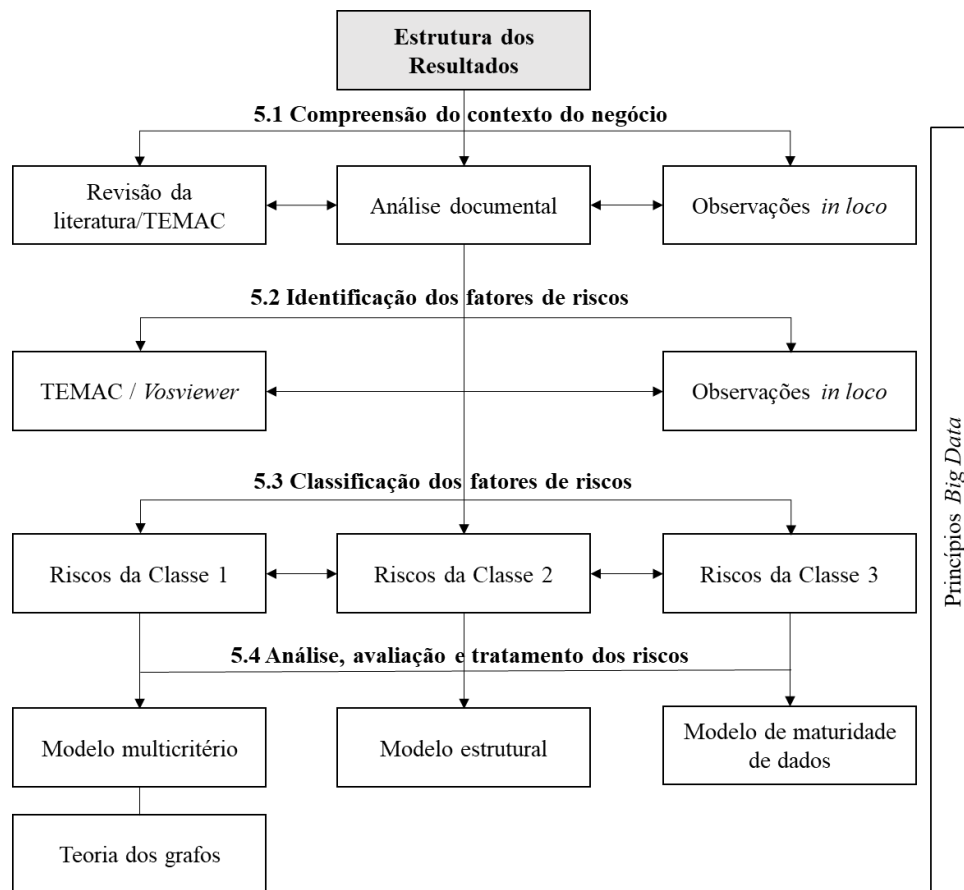 Estrutura dos
Resultados
5.1 Compreensão do contexto do negócio
Revisão da
literatura/TEMAC
Análise documental
Observações in loco
5.2 Identificação dos fatores de riscos
TEMAC / Vosviewer
Observações in loco
5.3 Classificação dos fatores de riscos
Riscos da Classe 1
Riscos da Classe 2
Riscos da Classe 3
5.4 Análise, avaliação e tratamento dos riscos
Modelo multicritério
Modelo estrutural
Modelo de maturidade
de dados
Teoria dos grafos
Princípios Big Data